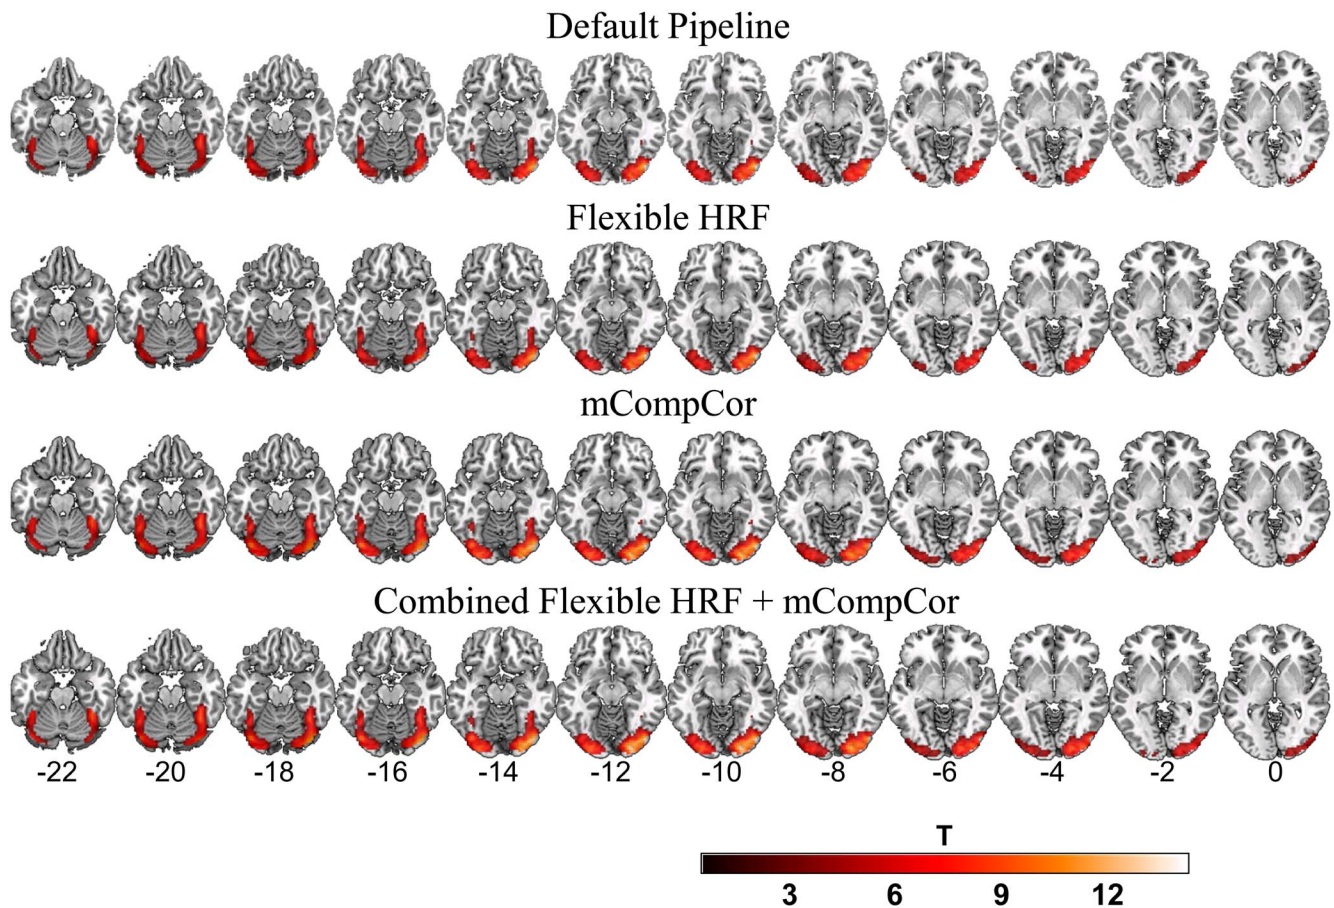 Default Pipeline
Flexible HRF
mCompCor
Combined Flexible HRF + mCompCor
-22 -20 -18 -16 -14 -12 -10 -8 -6 -4 -2 0
T
3 6 9 12